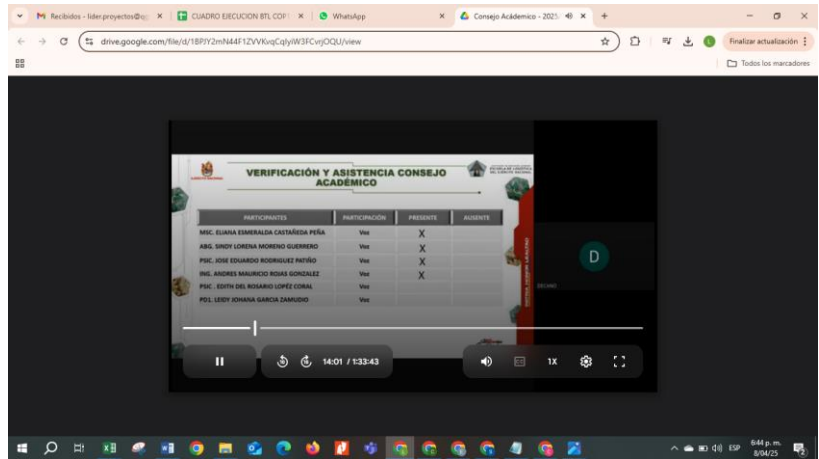 Recibidos - lider.proyectos@q
CUADRO EJECUCION BTL COP
WhatsApp
Consejo Académico - 2025
drive.google.com/file/d/18PJY2mN44F1ZVVKvqCqIyiW3FCvrjOQU/view
Finalizar actualización
Todos los marcadores
VERIFICACIÓN Y ASISTENCIA CONSEJO
ACADÉMICO
PARTICIPANTES PARTICIPACIÓN PRESENTE AUSENTE
MSC. ELIANA ESMERALDA CASTAÑEDA PEÑA Voz X
ABG. SINDY LORENA MORENO GUERRERO Voz X
PSIC. JOSE EDUARDO RODRIGUEZ PATIÑO Voz X
ING. ANDRES MAURICIO ROJAS GONZALEZ Voz X
PSIC . EDITH DEL ROSARIO LOPÉZ CORAL Voz
PD1. LEIDY JOHANA GARCIA ZAMUDIO Voz
D
DECANO
14:01 / 1:33:43
1X
ESP
6:44 p. m.
8/04/25